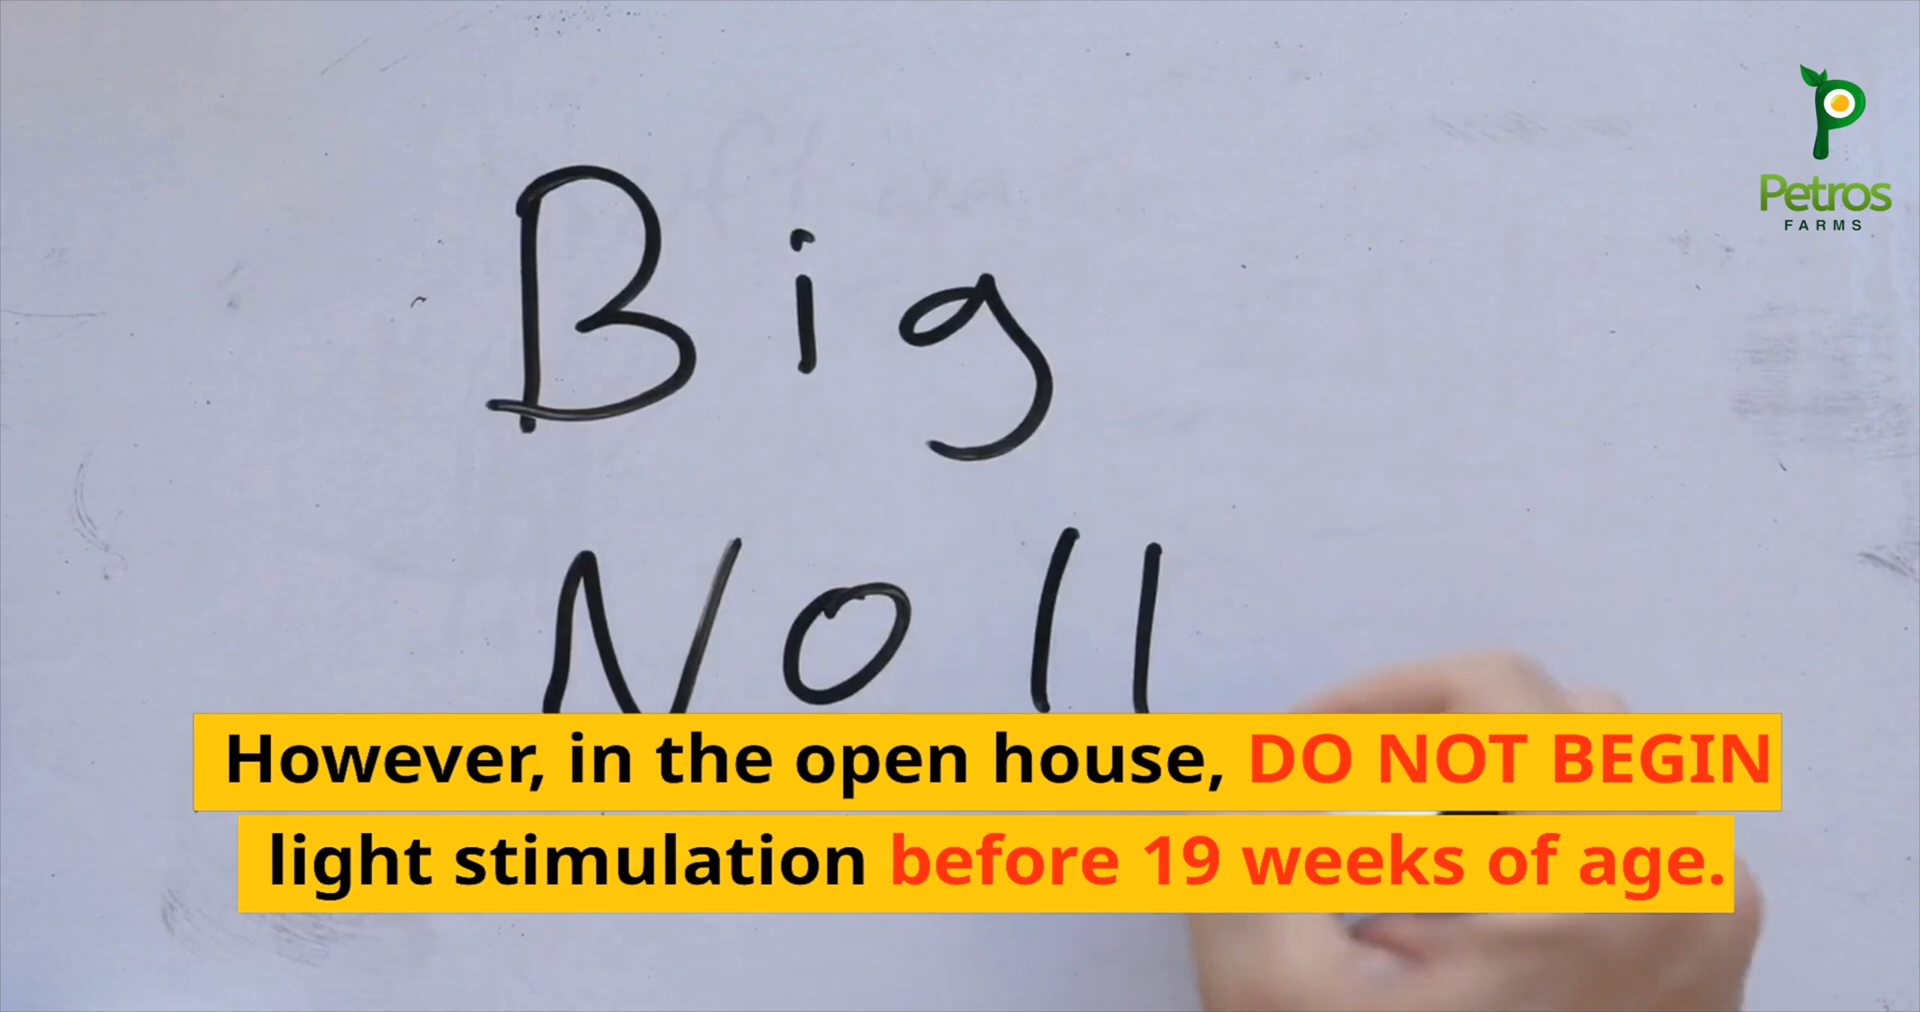 Petros
FARMS
Big
NO!!
However, in the open house, DO NOT BEGIN
light stimulation before 19 weeks of age.